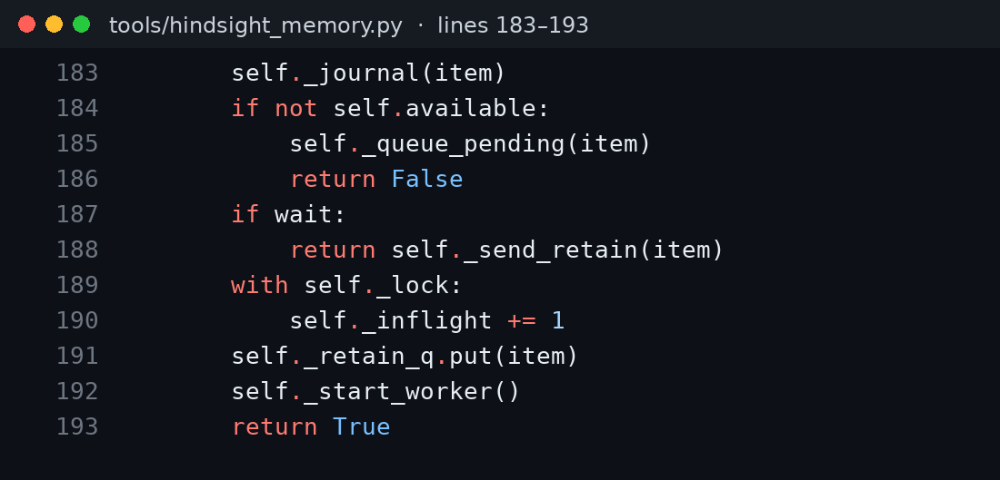 tools/hindsight_memory.py · lines 183–193
183 self._journal(item)
184 if not self.available:
185 self._queue_pending(item)
186 return False
187 if wait:
188 return self._send_retain(item)
189 with self._lock:
190 self._inflight += 1
191 self._retain_q.put(item)
192 self._start_worker()
193 return True